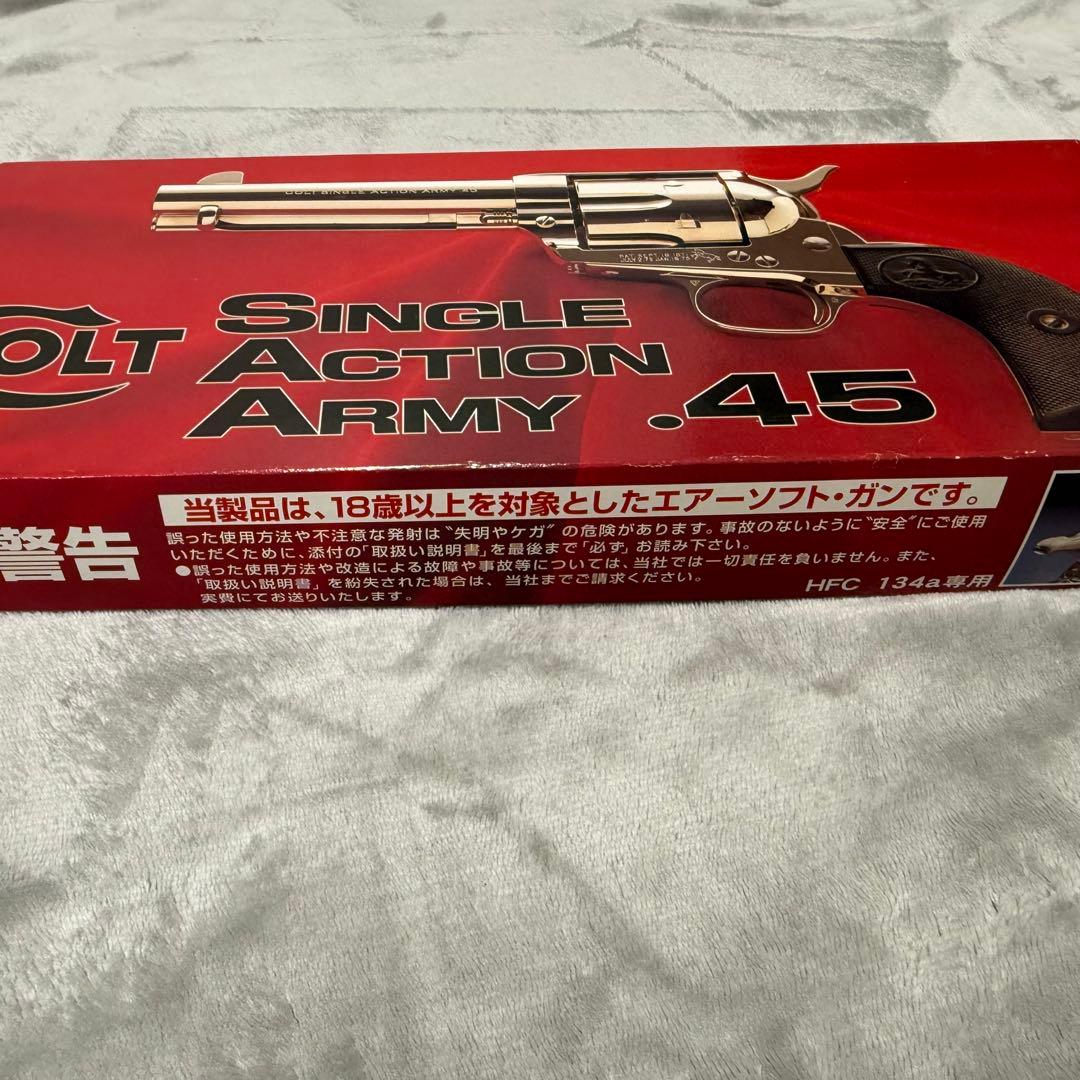 COLT SINGLE ACTION ARMY .45
COLT
SINGLE
ACTION
ARMY .45
警告
当製品は、18歳以上を対象としたエアーソフト・ガンです。
誤った使用方法や不注意な発射は“失明やケガ”の危険があります。事故のないように“安全”にご使用
いただくために、添付の「取扱い説明書」を最後まで「必ず」お読み下さい。
●誤った使用方法や改造による故障や事故等については、当社では一切責任を負いません。また、
「取扱い説明書」を紛失された場合は、当社までご請求ください。
実費にてお送りいたします。
HFC 134a専用